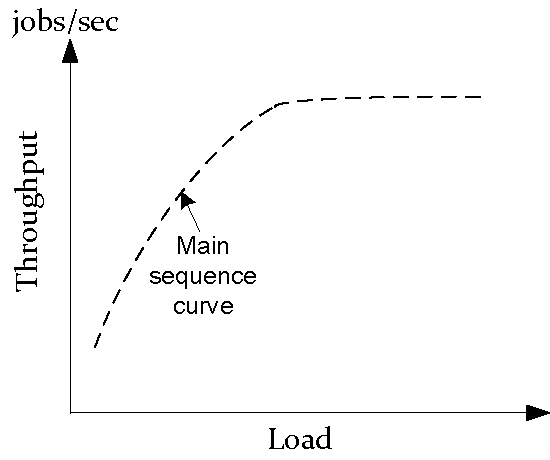 jobs/sec
Throughput
Main
sequence
curve
Load